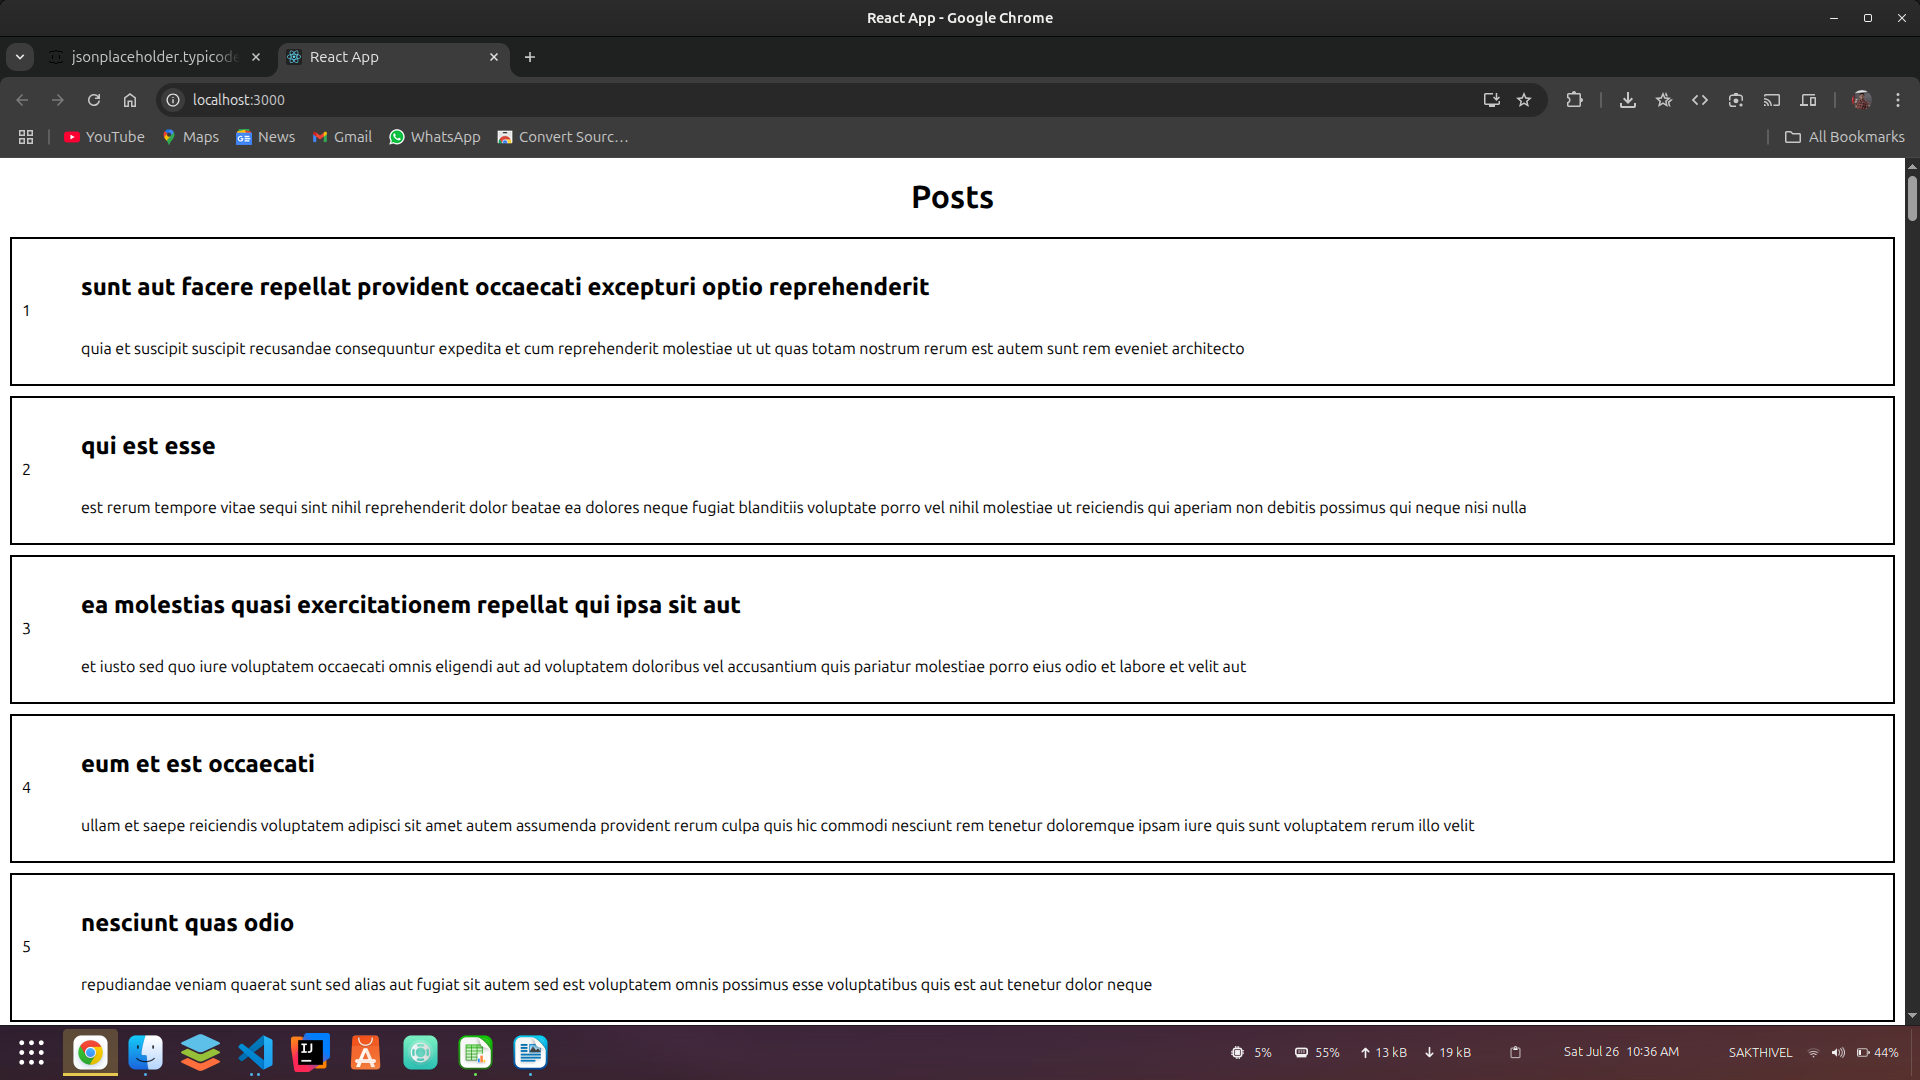 React App - Google Chrome
jsonplaceholder.typicode
React App
localhost:3000
YouTube Maps News Gmail WhatsApp Convert Sourc… All Bookmarks
Posts
sunt aut facere repellat provident occaecati excepturi optio reprehenderit
1
quia et suscipit suscipit recusandae consequuntur expedita et cum reprehenderit molestiae ut ut quas totam nostrum rerum est autem sunt rem eveniet architecto
qui est esse
2
est rerum tempore vitae sequi sint nihil reprehenderit dolor beatae ea dolores neque fugiat blanditiis voluptate porro vel nihil molestiae ut reiciendis qui aperiam non debitis possimus qui neque nisi nulla
ea molestias quasi exercitationem repellat qui ipsa sit aut
3
et iusto sed quo iure voluptatem occaecati omnis eligendi aut ad voluptatem doloribus vel accusantium quis pariatur molestiae porro eius odio et labore et velit aut
eum et est occaecati
4
ullam et saepe reiciendis voluptatem adipisci sit amet autem assumenda provident rerum culpa quis hic commodi nesciunt rem tenetur doloremque ipsam iure quis sunt voluptatem rerum illo velit
nesciunt quas odio
5
repudiandae veniam quaerat sunt sed alias aut fugiat sit autem sed est voluptatem omnis possimus esse voluptatibus quis est aut tenetur dolor neque
5% 55% 13 kB 19 kB Sat Jul 26 10:36 AM SAKTHIVEL 44%